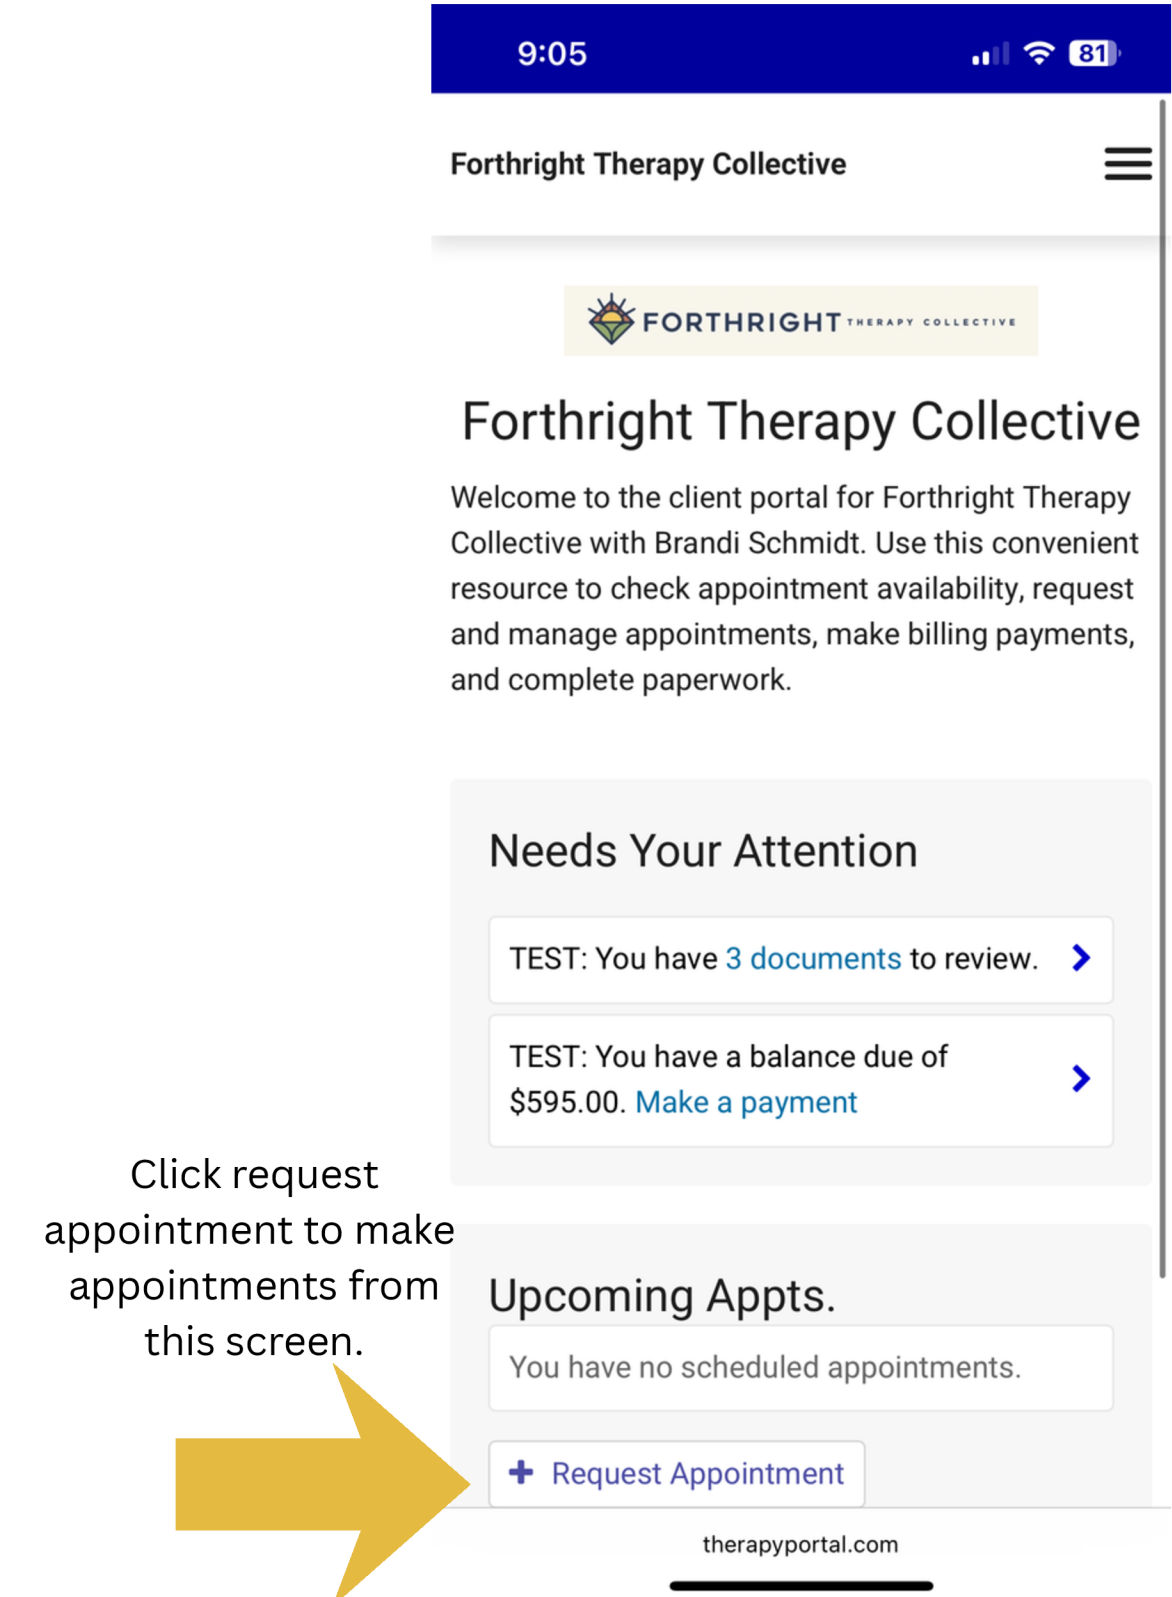 9:05
81
Forthright Therapy Collective
FORTHRIGHT THERAPY COLLECTIVE
Forthright Therapy Collective
Welcome to the client portal for Forthright Therapy
Collective with Brandi Schmidt. Use this convenient
resource to check appointment availability, request
and manage appointments, make billing payments,
and complete paperwork.
Needs Your Attention
TEST: You have 3 documents to review.
TEST: You have a balance due of
$595.00. Make a payment
Click request
appointment to make
appointments from
this screen.
Upcoming Appts.
You have no scheduled appointments.
+ Request Appointment
therapyportal.com